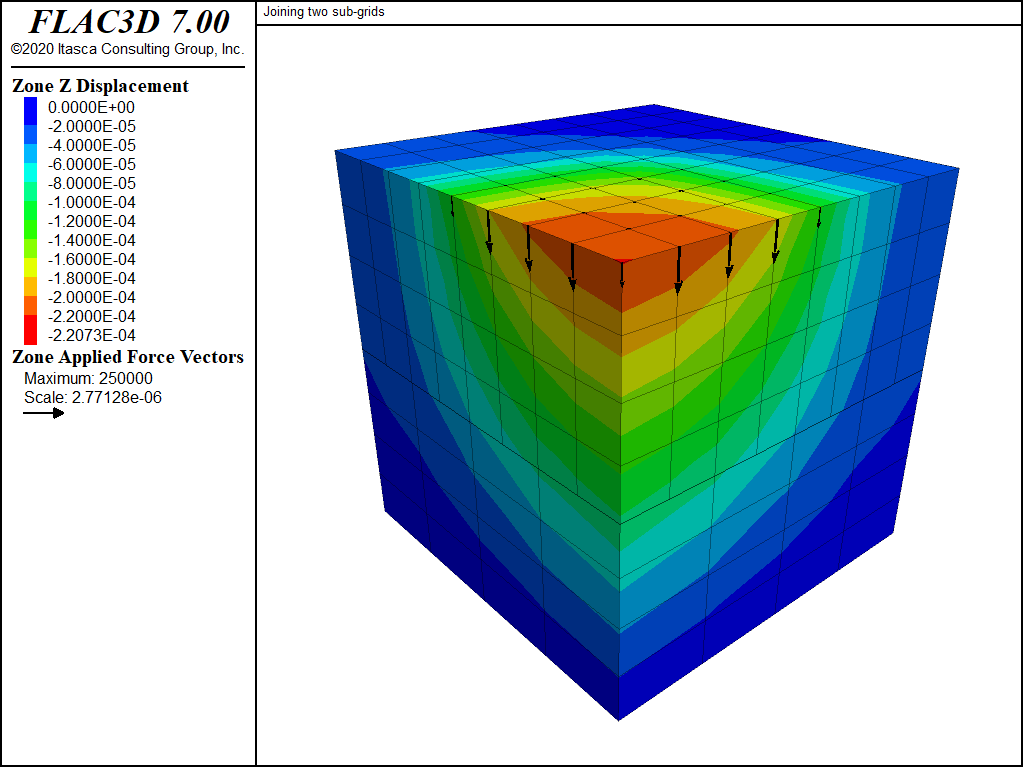 FLAC3D 7.00
©2020 Itasca Consulting Group, Inc.
Joining two sub-grids
Zone Z Displacement
0.0000E+00
-2.0000E-05
-4.0000E-05
-6.0000E-05
-8.0000E-05
-1.0000E-04
-1.2000E-04
-1.4000E-04
-1.6000E-04
-1.8000E-04
-2.0000E-04
-2.2000E-04
-2.2073E-04
Zone Applied Force Vectors
Maximum: 250000
Scale: 2.77128e-06